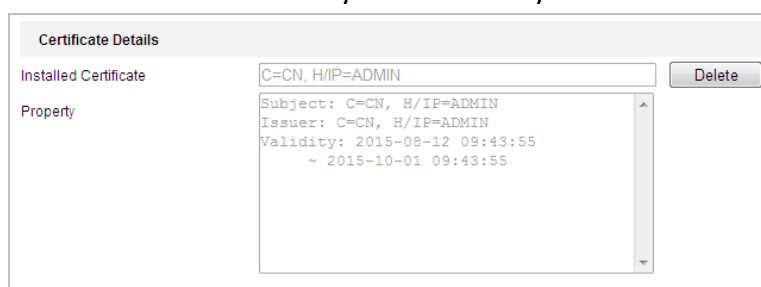 Certificate Details
Installed Certificate C=CN, H/IP=ADMIN Delete
Property
Subject: C=CN, H/IP=ADMIN
Issuer: C=CN, H/IP=ADMIN
Validity: 2015-08-12 09:43:55
~ 2015-10-01 09:43:55